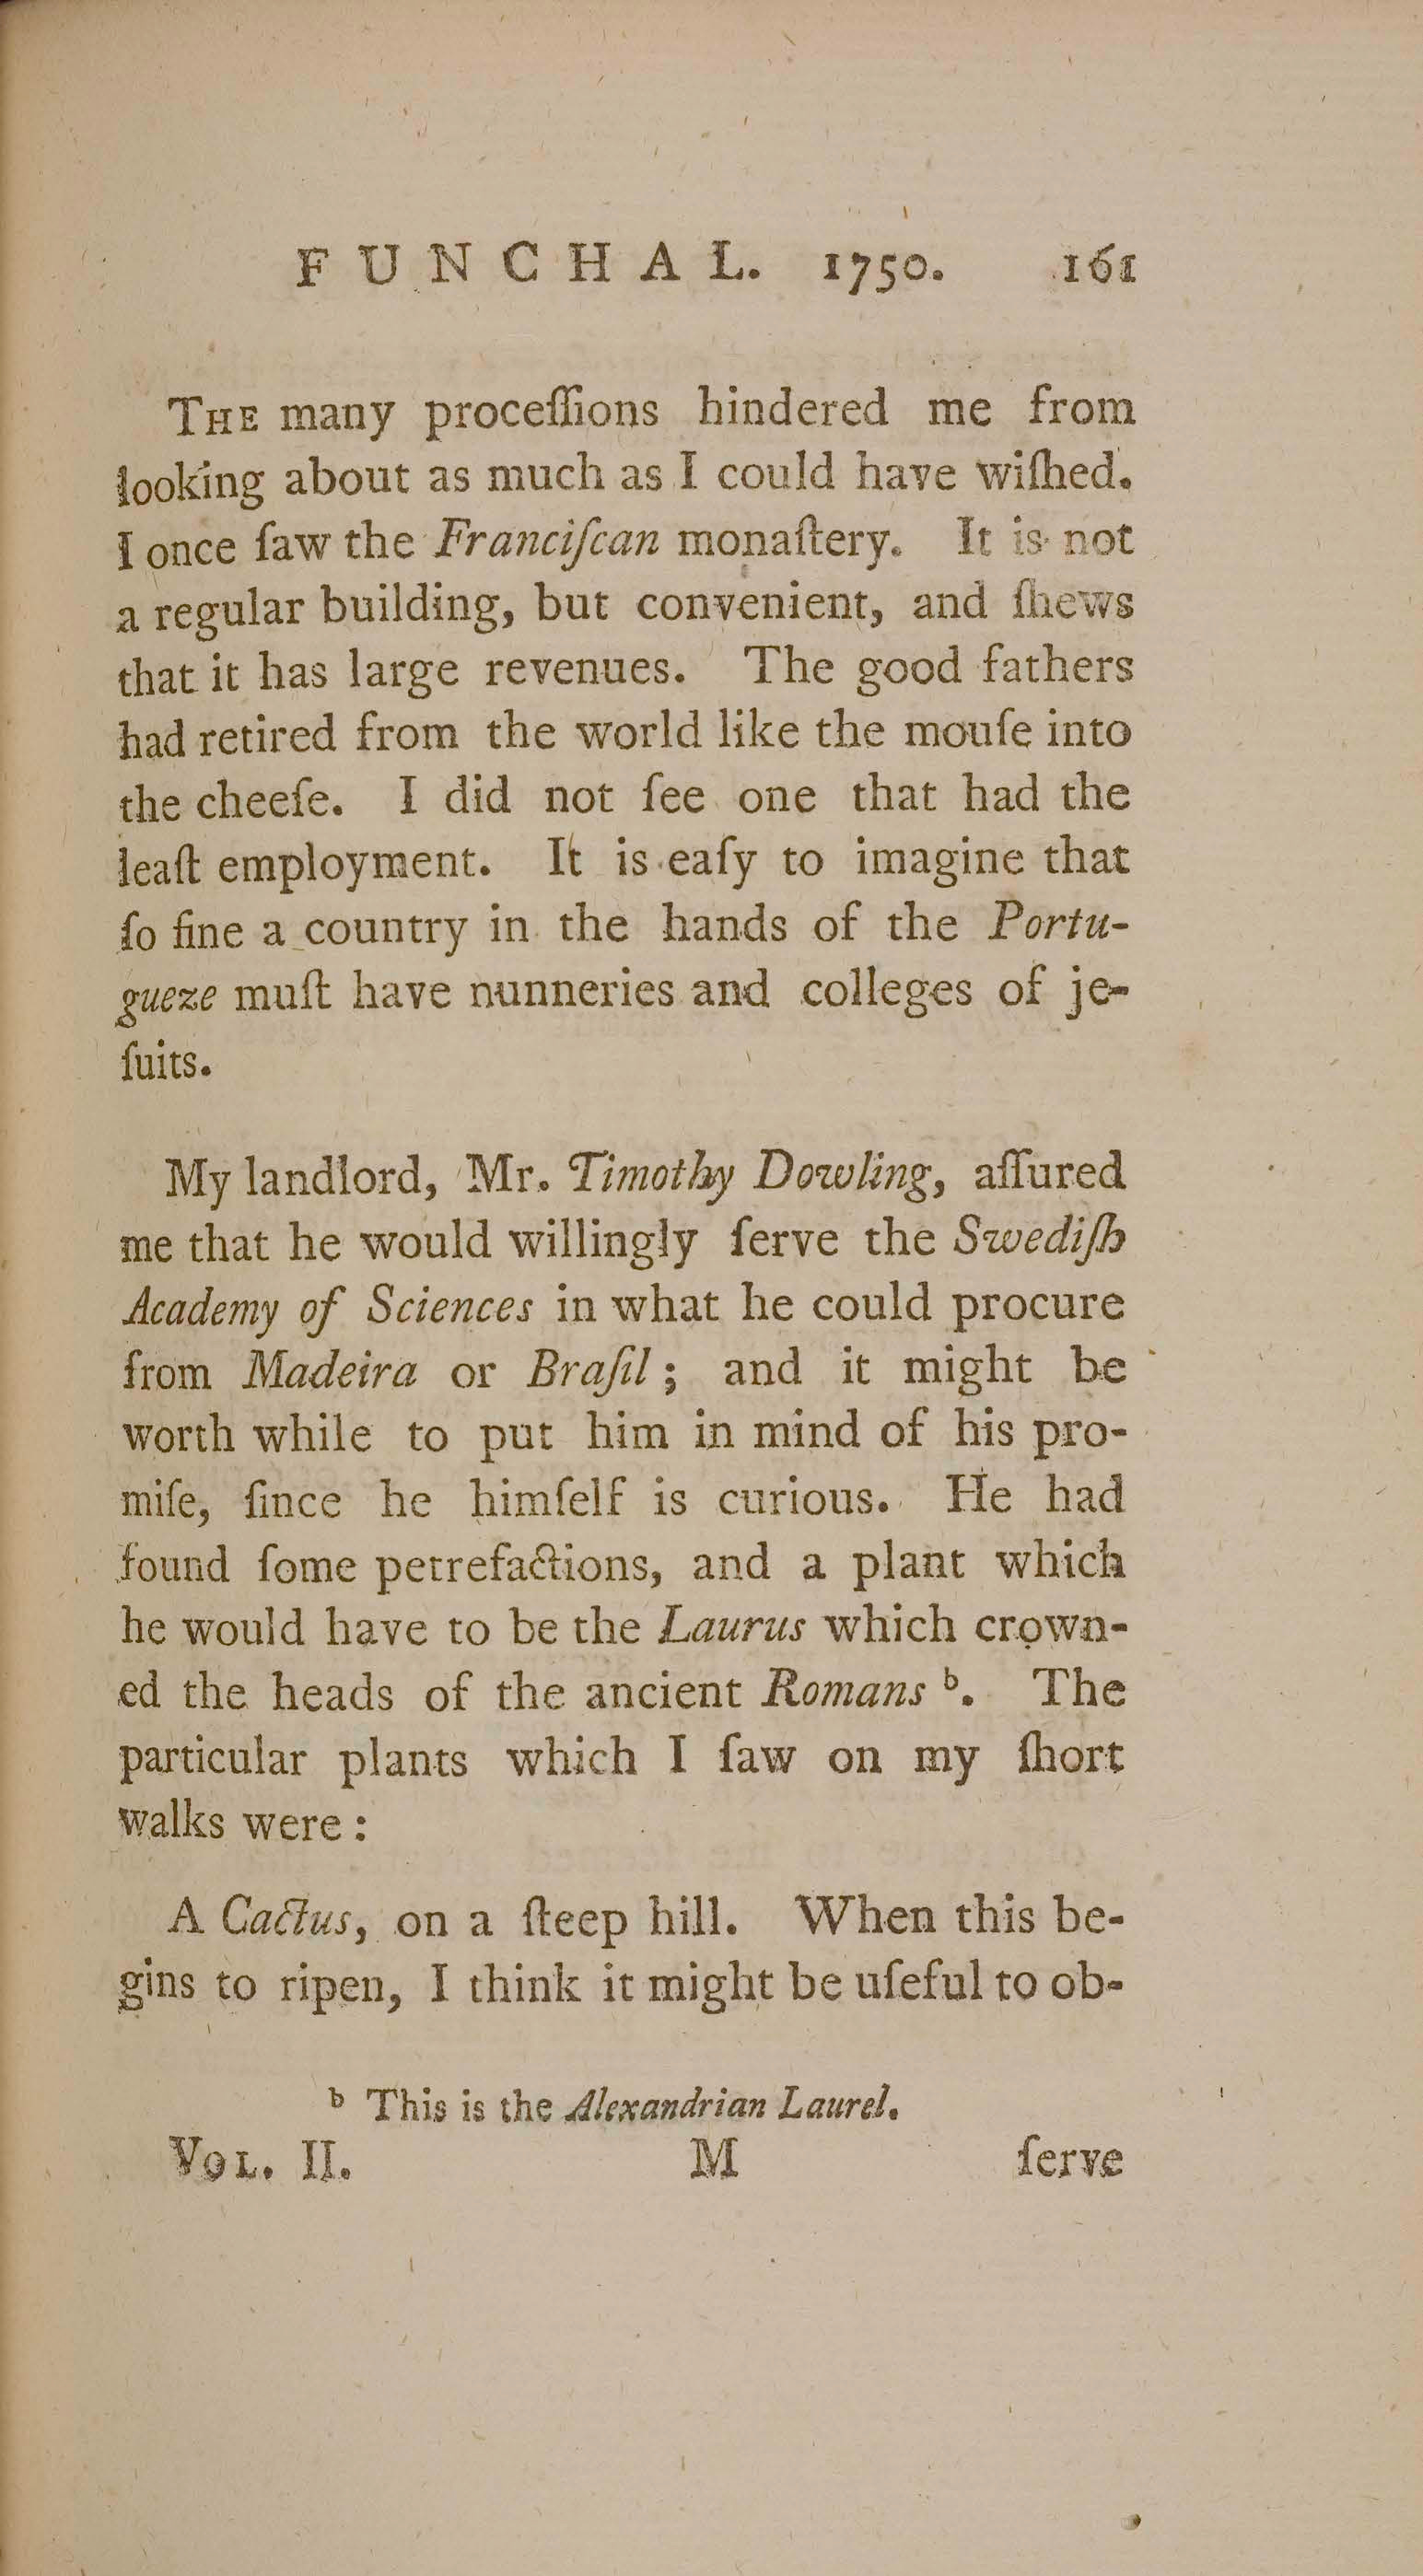 FUNCHAL. 1750. 161
THE many proceſſions hindered me from
looking about as much as I could have wiſhed.
I once ſaw the Franciſcan monaſtery. It is not
a regular building, but convenient, and ſhews
that it has large revenues. The good fathers
had retired from the world like the mouſe into
the cheeſe. I did not ſee one that had the
leaſt employment. It is eaſy to imagine that
ſo fine a country in the hands of the Portu-
gueze muſt have nunneries and colleges of je-
ſuits.
My landlord, Mr. Timothy Dowling, aſſured
me that he would willingly ſerve the Swediſh
Academy of Sciences in what he could procure
from Madeira or Braſil; and it might be
worth while to put him in mind of his pro-
miſe, ſince he himſelf is curious. He had
found ſome petrefactions, and a plant which
he would have to be the Laurus which crown-
ed the heads of the ancient Romans b. The
particular plants which I ſaw on my ſhort
walks were:
A Cactus, on a ſteep hill. When this be-
gins to ripen, I think it might be uſeful to ob-
b This is the Alexandrian Laurel.
VOL. II. M ſerve